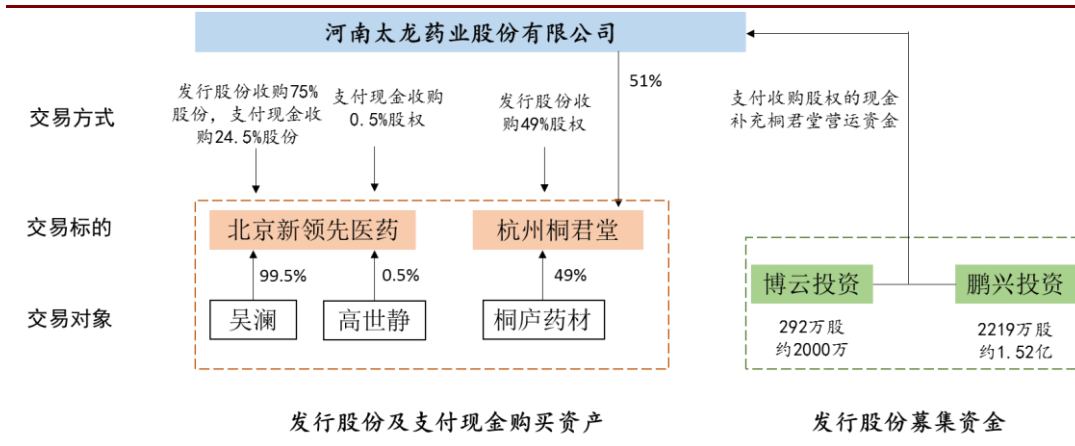 河南太龙药业股份有限公司
51%
交易方式
发行股份收购75%
股份，支付现金收
购24.5%股份
支付现金收购
0.5%股权
发行股份收
购49%股权
支付收购股权的现金
补充桐君堂营运资金
交易标的
北京新领先医药
杭州桐君堂
99.5%
0.5%
49%
博云投资
鹏兴投资
交易对象
吴澜
高世静
桐庐药材
292万股
约2000万
2219万股
约1.52亿
发行股份及支付现金购买资产
发行股份募集资金